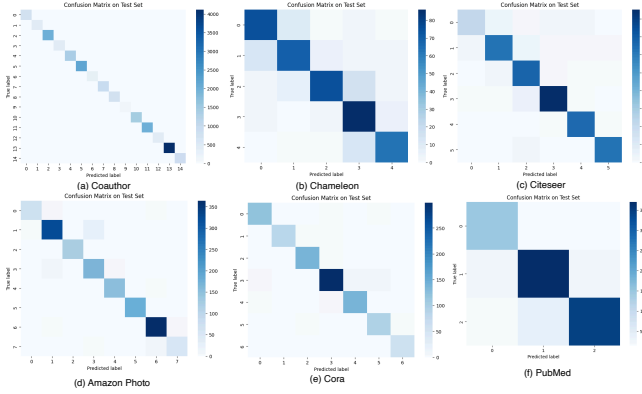 Confusion Matrix on Test Set
Confusion Matrix on Test Set
Confusion Matrix on Test Set
0
1
2
3
4
5
6
7
8
9
10
11
12
13
14
True label
0 1 2 3 4 5 6 7 8 9 10 11 12 13 14
Predicted label
4000
3500
3000
2500
2000
1500
1000
500
0
(a) Coauthor
0
1
2
3
4
True label
0 1 2 3 4
Predicted label
80
70
60
50
40
30
20
10
0
(b) Chameleon
0
1
2
3
4
5
True label
0 1 2 3 4 5
Predicted label
(c) Citeseer
Confusion Matrix on Test Set
Confusion Matrix on Test Set
Confusion Matrix on Test Set
0
1
2
3
4
5
6
7
True label
0 1 2 3 4 5 6 7
Predicted label
350
300
250
200
150
100
50
0
(d) Amazon Photo
0
1
2
3
4
5
6
True label
0 1 2 3 4 5 6
Predicted label
250
200
150
100
50
0
(e) Cora
0
1
2
True label
0 1 2
Predicted label
(f) PubMed